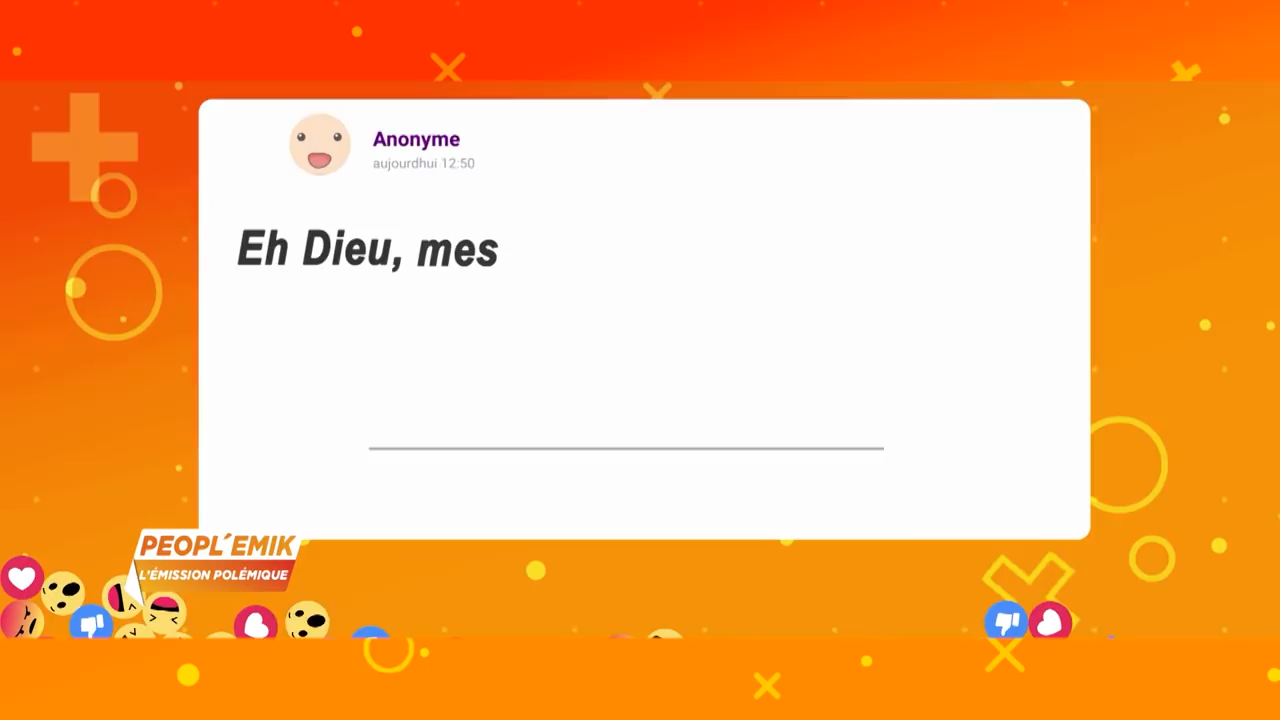 Anonyme
aujourdhui 12:50
Eh Dieu, mes
PEOPL´EMIK
L'ÉMISSION POLÉMIQUE